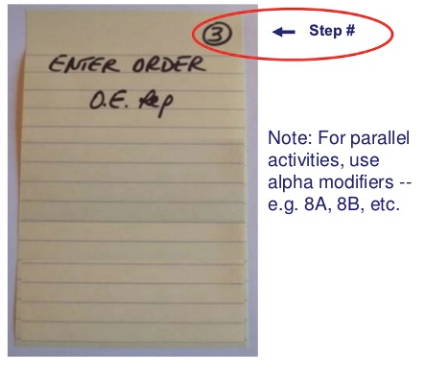 3 Step #
ENTER ORDER
O.E. Rep
Note: For parallel
activities, use
alpha modifiers --
e.g. 8A, 8B, etc.